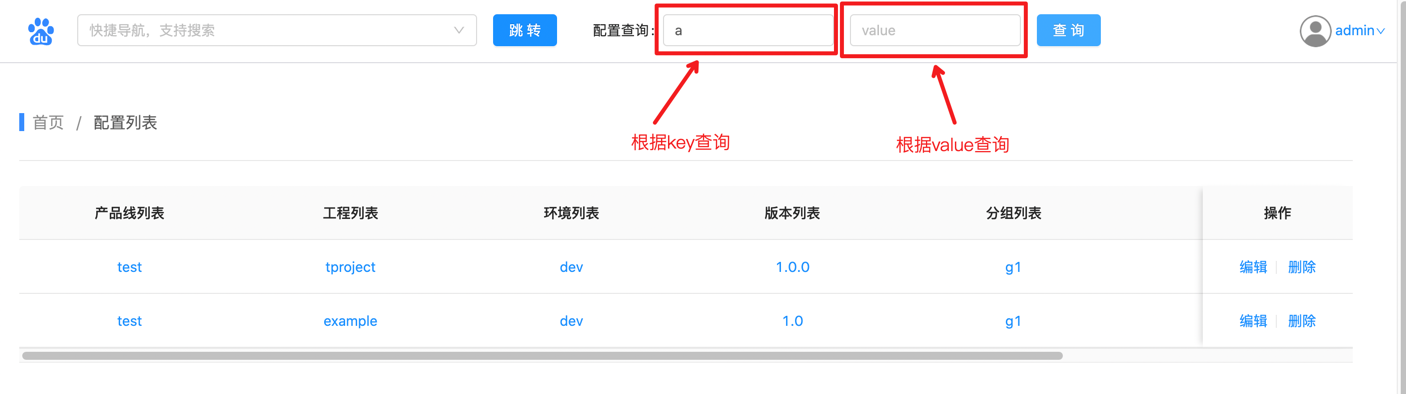 du 快捷导航，支持搜索 跳 转 配置查询: a value 查 询 admin
根据key查询 根据value查询
首页 / 配置列表
产品线列表 工程列表 环境列表 版本列表 分组列表 操作
test tproject dev 1.0.0 g1 编辑 删除
test example dev 1.0 g1 编辑 删除